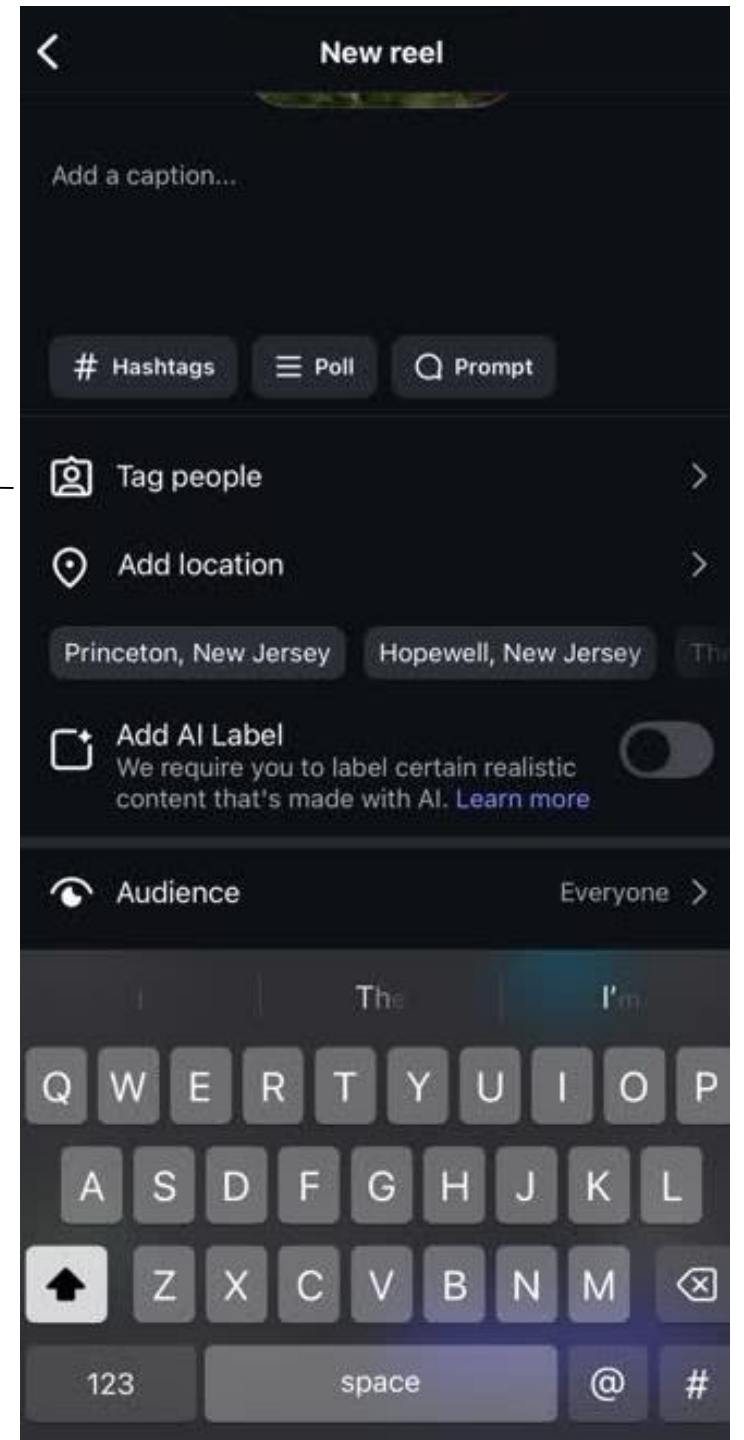 New reel
Add a caption...
# Hashtags Poll Prompt
Tag people
Add location
Princeton, New Jersey Hopewell, New Jersey Th
Add AI Label
We require you to label certain realistic
content that's made with AI. Learn more
Audience Everyone
I The I'm
Q W E R T Y U I O P
A S D F G H J K L
Z X C V B N M
123 space @ #